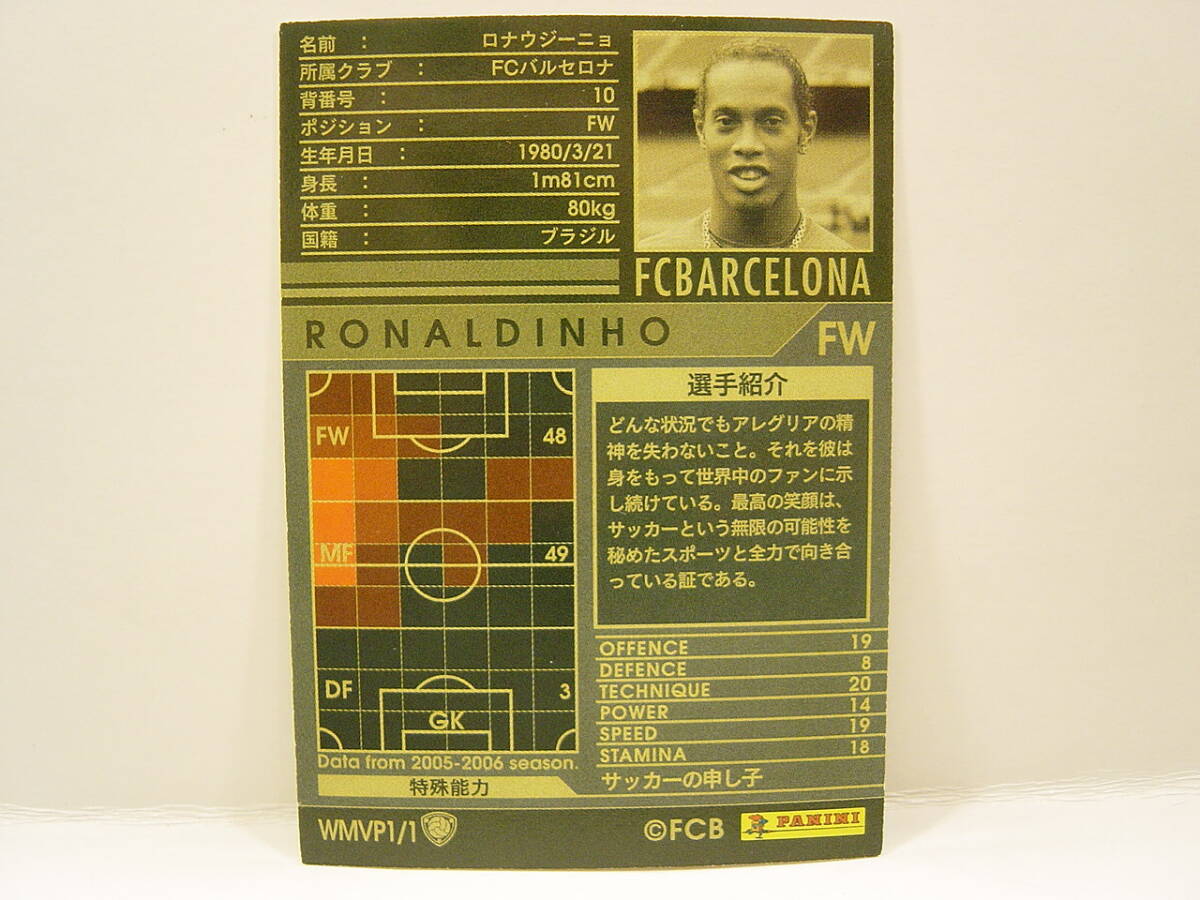 名前 : ロナウジーニョ
所属クラブ : FCバルセロナ
背番号 : 10
ポジション : FW
生年月日 : 1980/3/21
身長 : 1m81cm
体重 : 80kg
国籍 : ブラジル
FCBARCELONA
RONALDINHO
FW
FW 48
MF 49
DF 3
GK
Data from 2005-2006 season.
特殊能力
選手紹介
どんな状況でもアレグリアの精
神を失わないこと。それを彼は
身をもって世界中のファンに示
し続けている。最高の笑顔は、
サッカーという無限の可能性を
秘めたスポーツと全力で向き合
っている証である。
OFFENCE 19
DEFENCE 8
TECHNIQUE 20
POWER 14
SPEED 19
STAMINA 18
サッカーの申し子
WMVP1/1
©FCB
PANINI